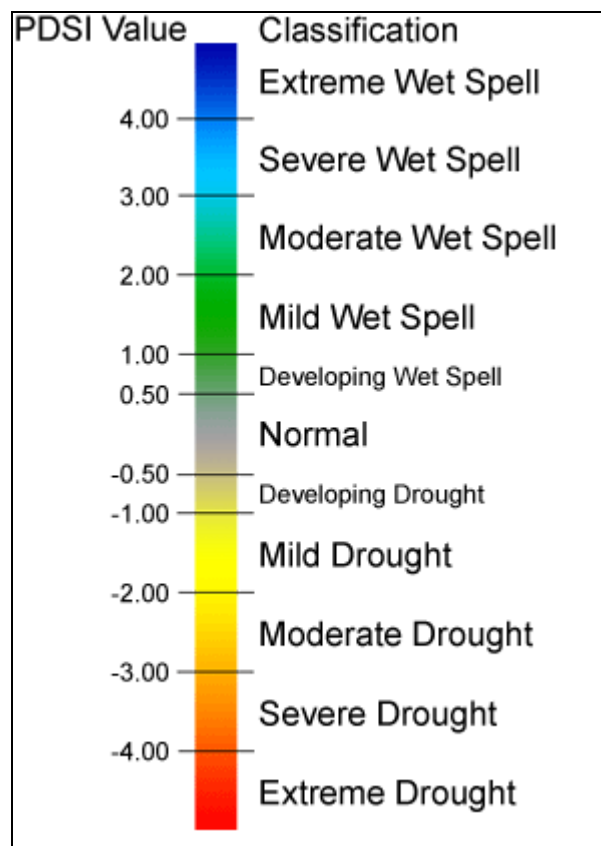 PDSI Value Classification
Extreme Wet Spell
4.00
Severe Wet Spell
3.00
Moderate Wet Spell
2.00
Mild Wet Spell
1.00
Developing Wet Spell
0.50
Normal
-0.50
Developing Drought
-1.00
Mild Drought
-2.00
Moderate Drought
-3.00
Severe Drought
-4.00
Extreme Drought